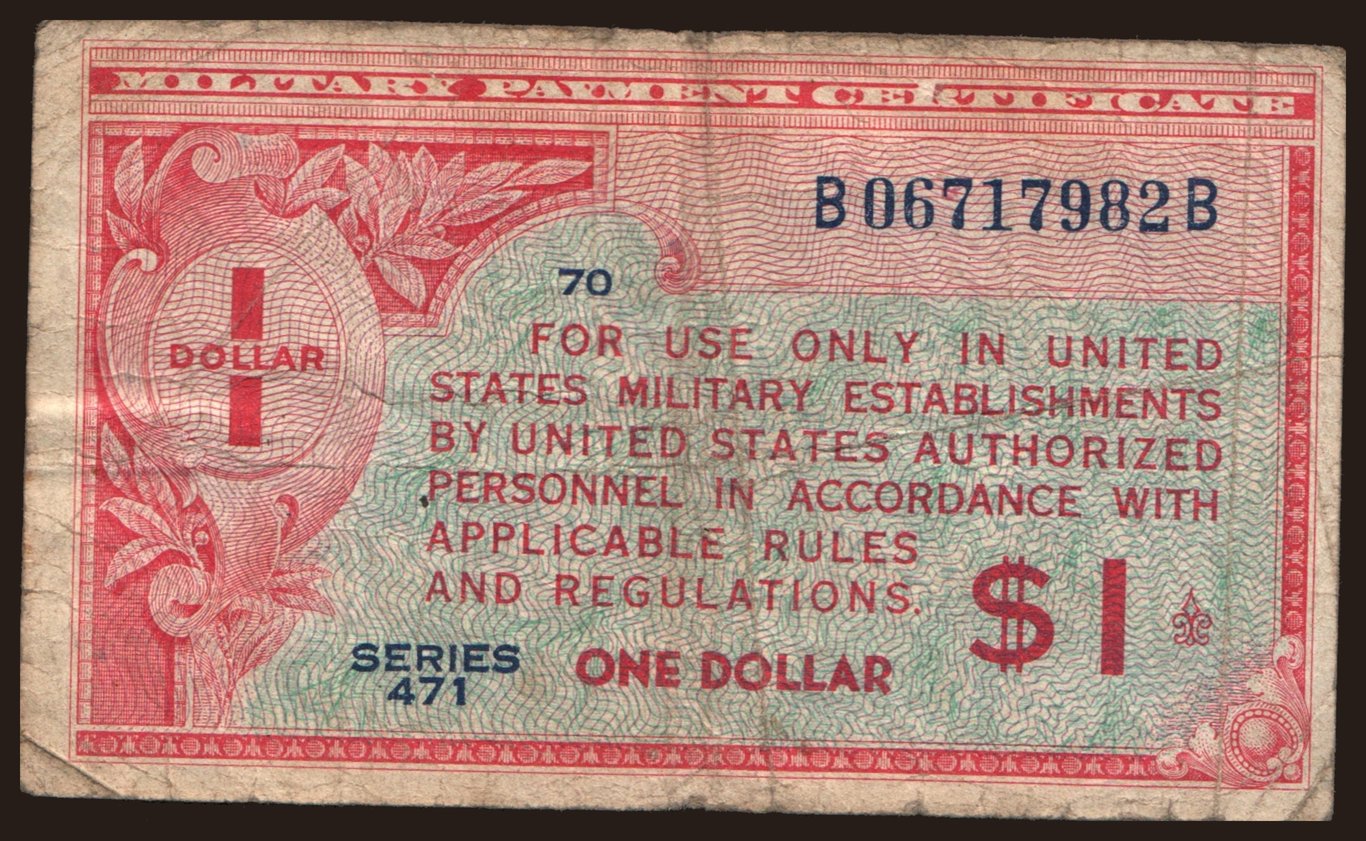 MILITARY PAYMENT CERTIFICATE
B06717982B
70
DOLLAR
1
FOR USE ONLY IN UNITED
STATES MILITARY ESTABLISHMENTS
BY UNITED STATES AUTHORIZED
PERSONNEL IN ACCORDANCE WITH
APPLICABLE RULES
AND REGULATIONS.
$1
SERIES
471
ONE DOLLAR